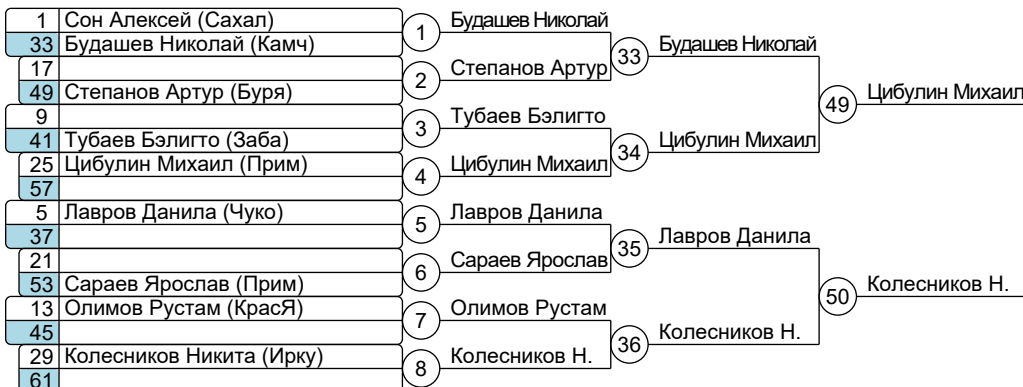 1 Сон Алексей (Сахал)
33 Будашев Николай (Камч)
17
49 Степанов Артур (Буря)
9
41 Тубаев Бэлигто (Заба)
25 Цибулин Михаил (Прим)
57
5 Лавров Данила (Чуко)
37
21
53 Сараев Ярослав (Прим)
13 Олимов Рустам (КрасЯ)
45
29 Колесников Никита (Ирку)
61
1 Будашев Николай
2 Степанов Артур
3 Тубаев Бэлигто
4 Цибулин Михаил
5 Лавров Данила
6 Сараев Ярослав
7 Олимов Рустам
8 Колесников Н.
33 Будашев Николай
34 Цибулин Михаил
35 Лавров Данила
36 Колесников Н.
49 Цибулин Михаил
50 Колесников Н.